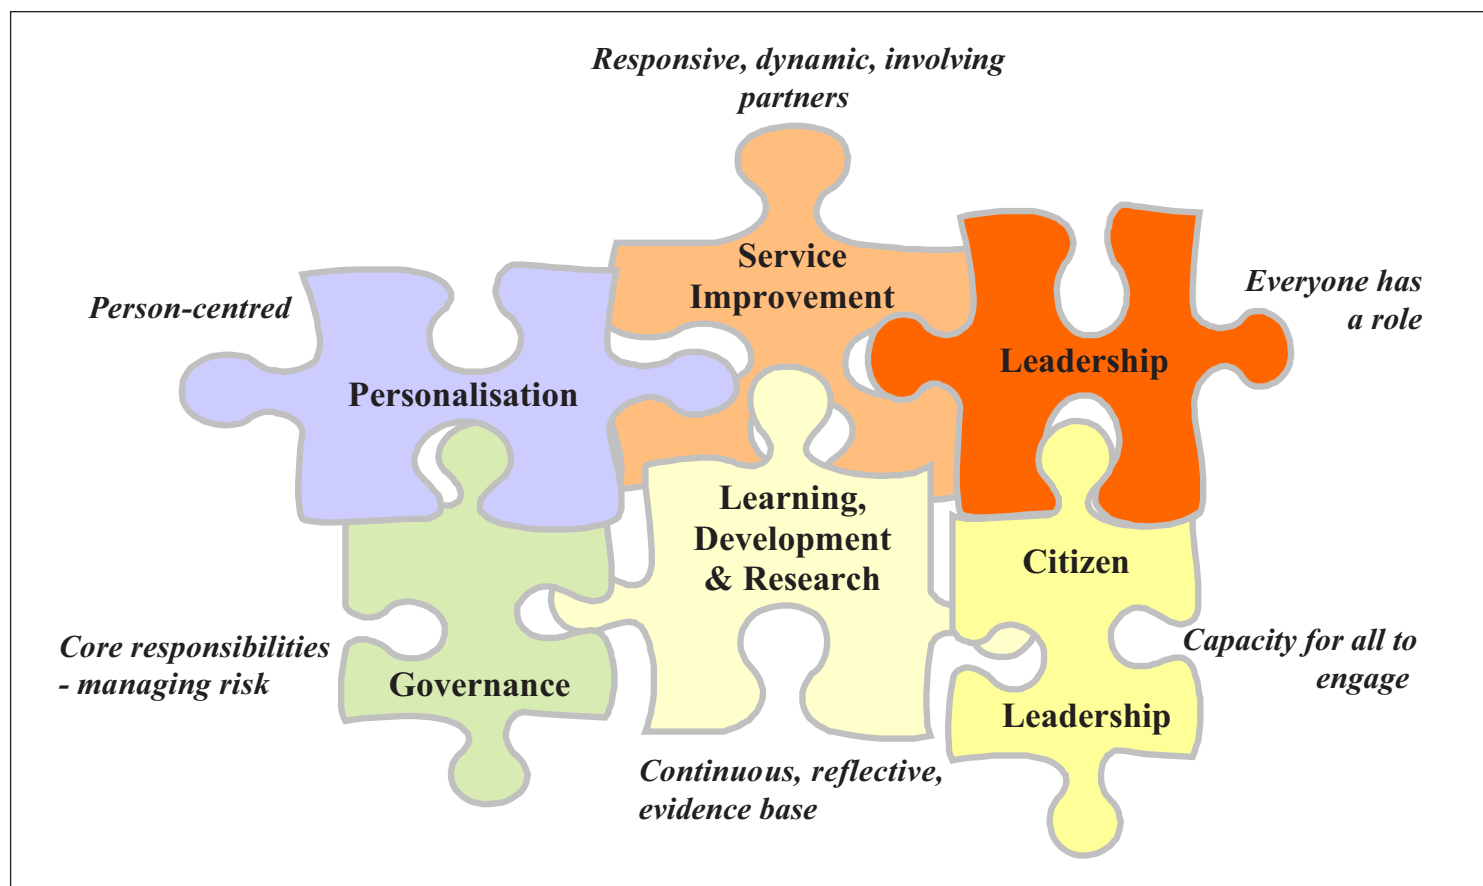 Responsive, dynamic, involving
partners
Service
Improvement
Person-centred
Everyone has
a role
Personalisation
Leadership
Learning,
Development
& Research
Citizen
Leadership
Core responsibilities
- managing risk
Governance
Capacity for all to
engage
Continuous, reflective,
evidence base